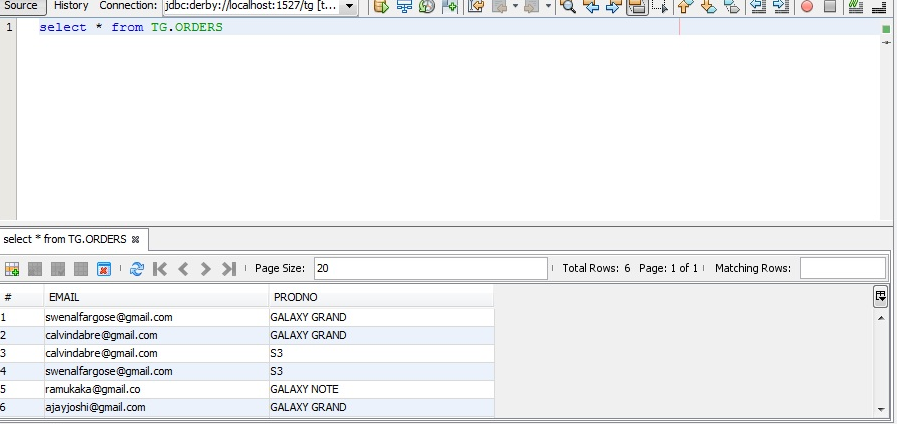 Source History Connection: jdbc:derby://localhost:1527/tg [t...
1 select * from TG.ORDERS
select * from TG.ORDERS
Page Size: 20 Total Rows: 6 Page: 1 of 1 Matching Rows:
# EMAIL PRODNO
1 swenalfargose@gmail.com GALAXY GRAND
2 calvindabre@gmail.com GALAXY GRAND
3 calvindabre@gmail.com S3
4 swenalfargose@gmail.com S3
5 ramukaka@gmail.co GALAXY NOTE
6 ajayjoshi@gmail.com GALAXY GRAND